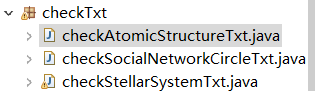 checkTxt
checkAtomicStructureTxt.java
checkSocialNetworkCircleTxt.java
checkStellarSystemTxt.java